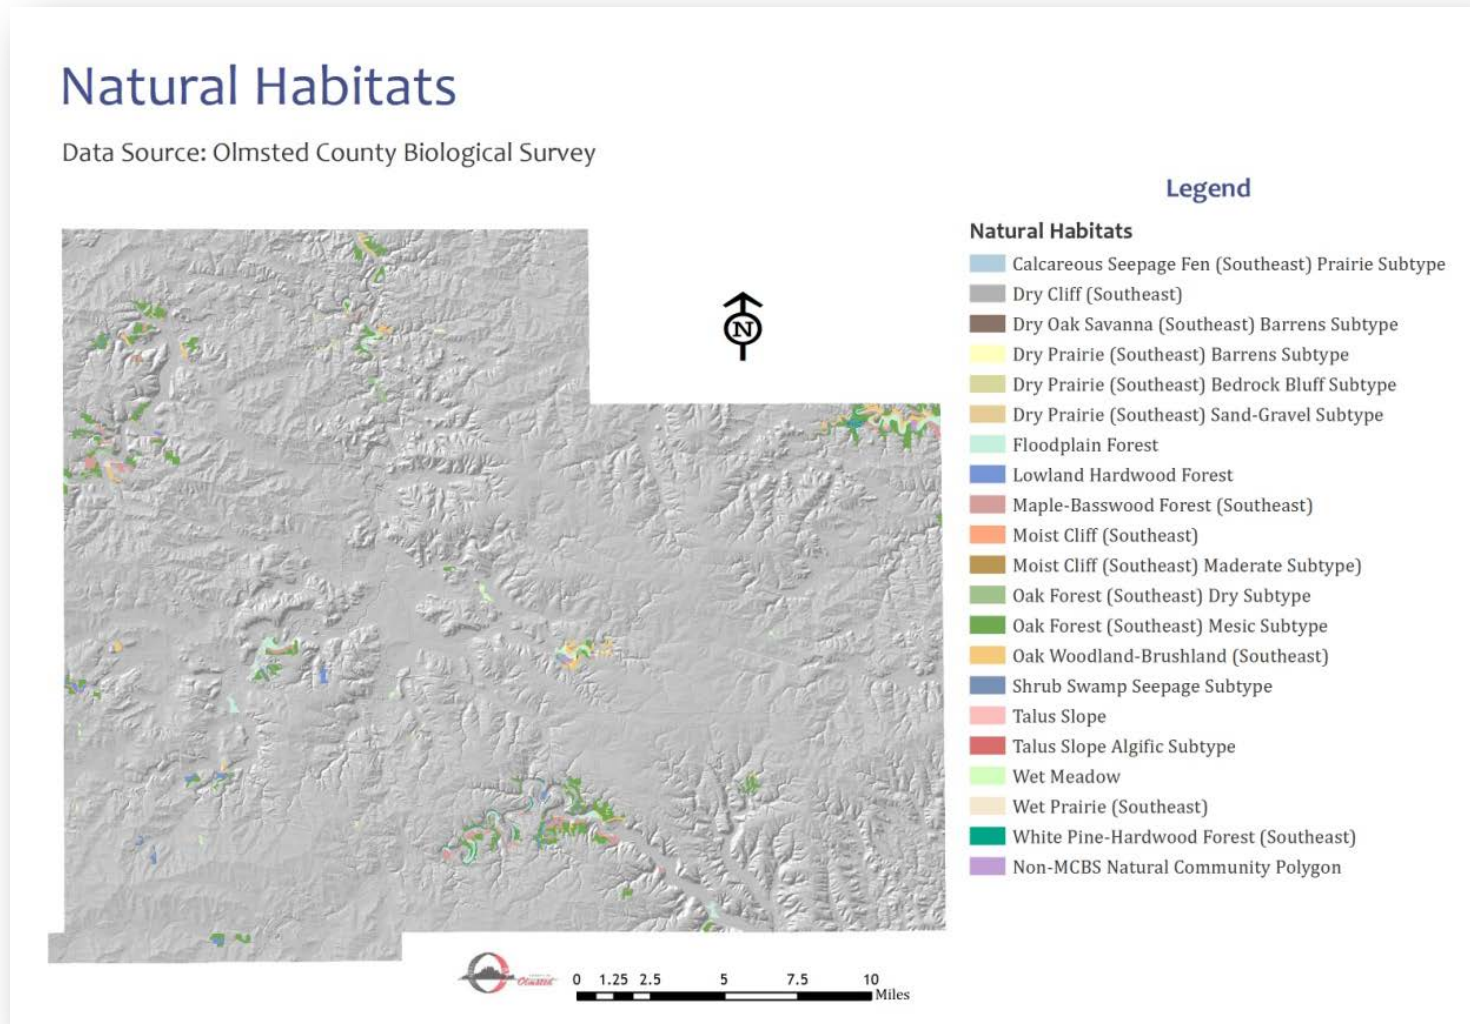 Natural Habitats
Data Source: Olmsted County Biological Survey
Legend
Natural Habitats
Calcareous Seepage Fen (Southeast) Prairie Subtype
Dry Cliff (Southeast)
Dry Oak Savanna (Southeast) Barrens Subtype
Dry Prairie (Southeast) Barrens Subtype
Dry Prairie (Southeast) Bedrock Bluff Subtype
Dry Prairie (Southeast) Sand-Gravel Subtype
Floodplain Forest
Lowland Hardwood Forest
Maple-Basswood Forest (Southeast)
Moist Cliff (Southeast)
Moist Cliff (Southeast) Maderate Subtype)
Oak Forest (Southeast) Dry Subtype
Oak Forest (Southeast) Mesic Subtype
Oak Woodland-Brushland (Southeast)
Shrub Swamp Seepage Subtype
Talus Slope
Talus Slope Algific Subtype
Wet Meadow
Wet Prairie (Southeast)
White Pine-Hardwood Forest (Southeast)
Non-MCBS Natural Community Polygon
N
Olmsted
0 1.25 2.5 5 7.5 10
Miles